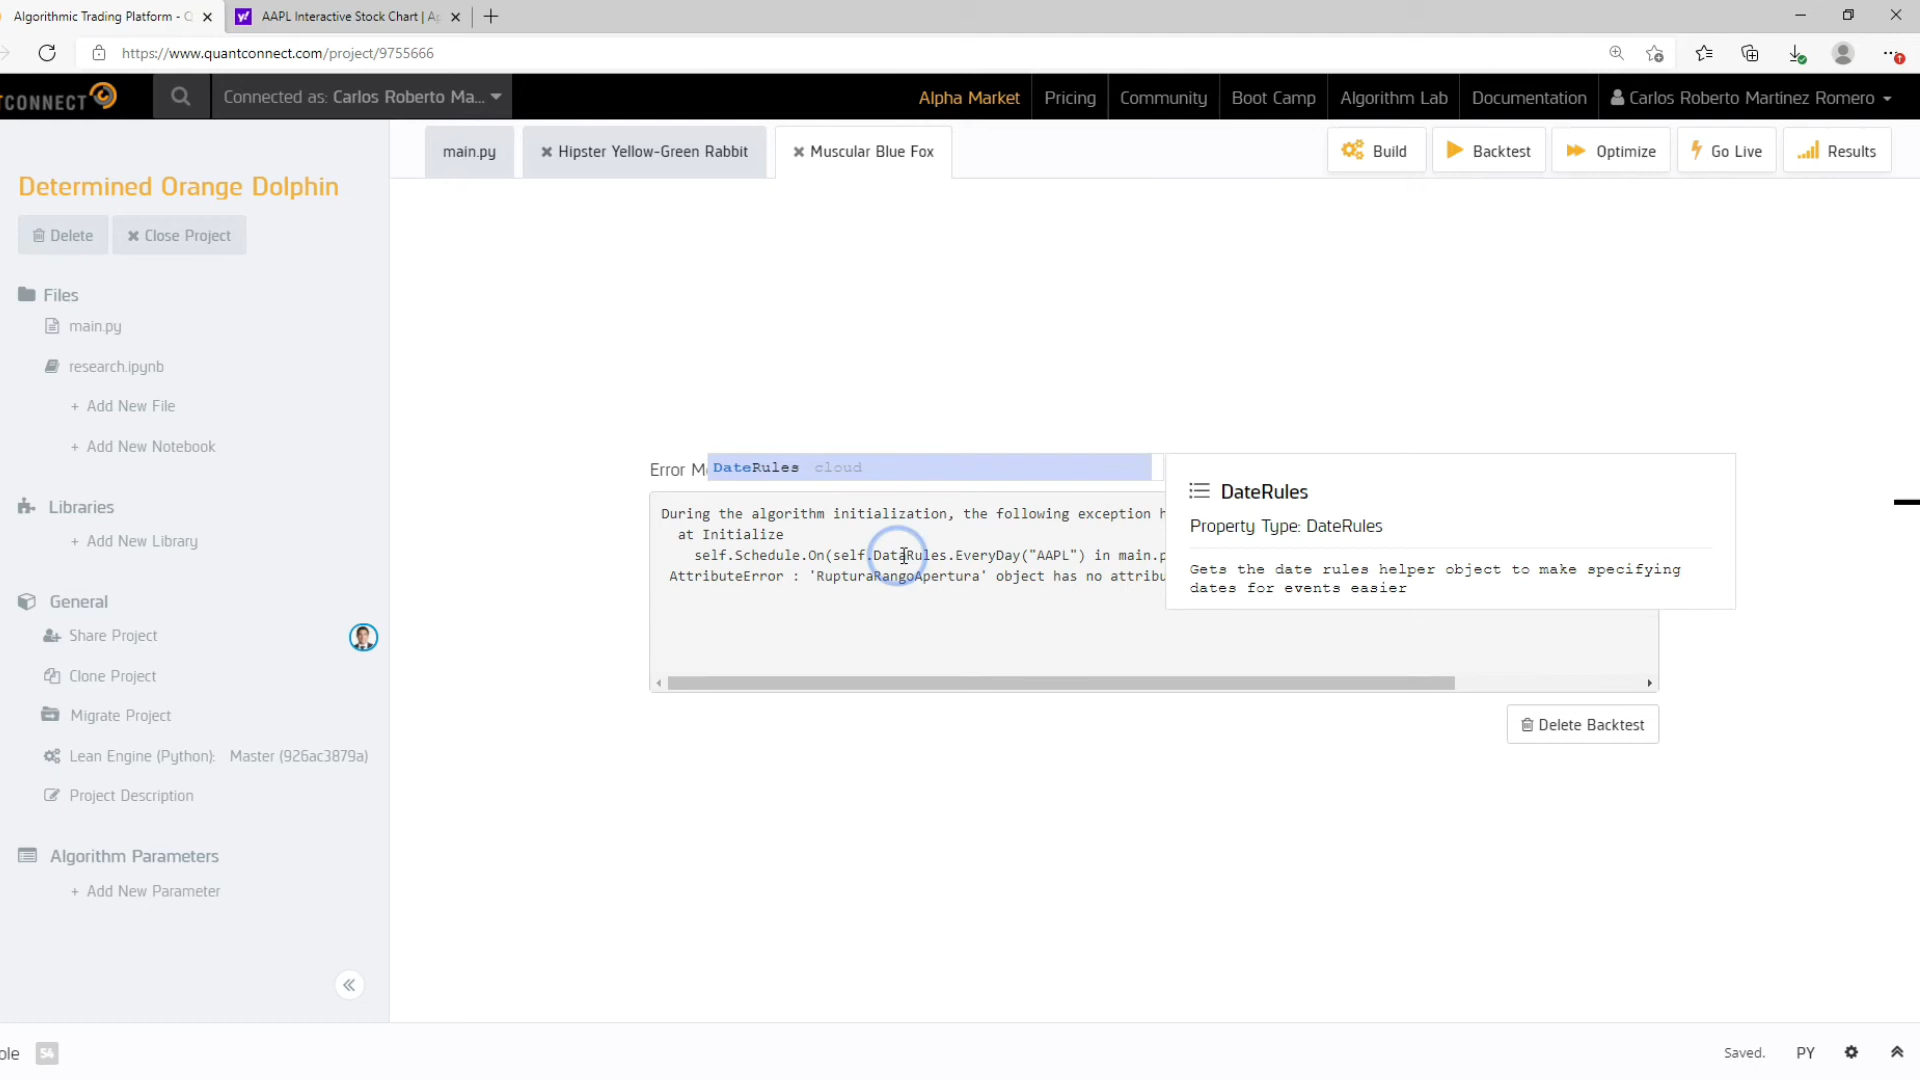 Algorithmic Trading Platform -
AAPL Interactive Stock Chart |
https://www.quantconnect.com/project/9755666
CONNECT
Connected as: Carlos Roberto Ma...
Alpha Market
Pricing
Community
Boot Camp
Algorithm Lab
Documentation
Carlos Roberto Martinez Romero
main.py
Hipster Yellow-Green Rabbit
Muscular Blue Fox
Build
Backtest
Optimize
Go Live
Results
Determined Orange Dolphin
Delete
Close Project
Files
main.py
research.ipynb
+ Add New File
+ Add New Notebook
Libraries
+ Add New Library
General
Share Project
Clone Project
Migrate Project
Lean Engine (Python): Master (926ac3879a)
Project Description
Algorithm Parameters
+ Add New Parameter
Error M
DateRules cloud
During the algorithm initialization, the following exception h
at Initialize
self.Schedule.On(self.DataRules.EveryDay("AAPL") in main.p
AttributeError : 'RupturaRangoApertura' object has no attribu
DateRules
Property Type: DateRules
Gets the date rules helper object to make specifying
dates for events easier
Delete Backtest
ole 54
Saved.
PY